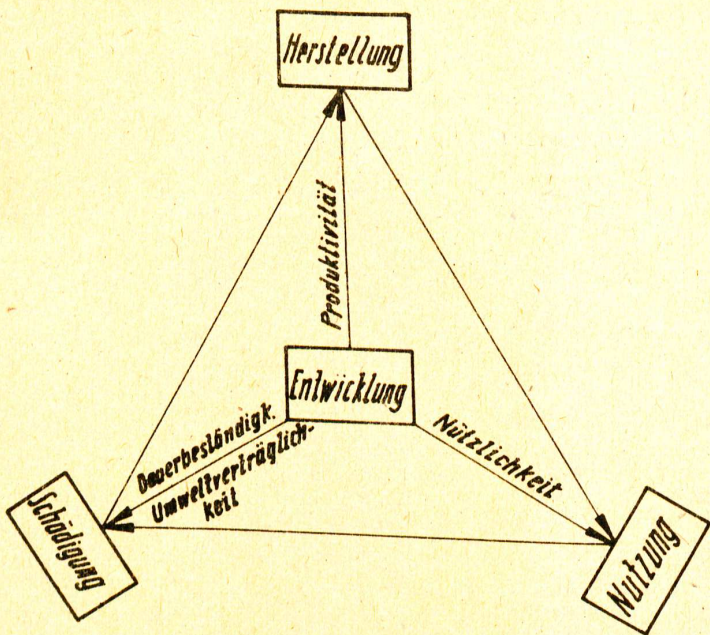 Herstellung
Produktivität
Entwicklung
Dauerbeständigk.
Umweltverträglich-
keit
Nützlichkeit
Schädigung
Nutzung